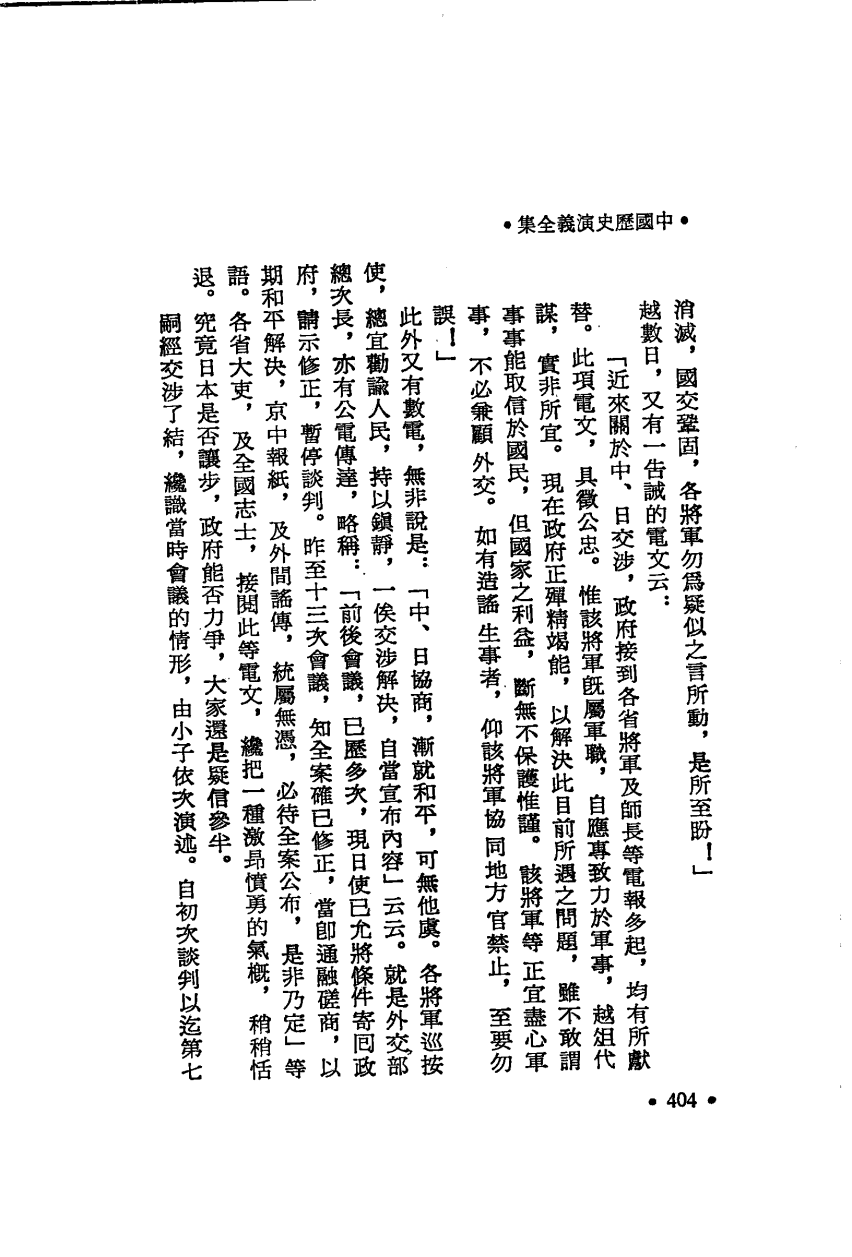 •中國歷史演義全集•
消滅，國交鞏固，各將軍勿爲疑似之言所動，是所至盼！」
越數日，又有一告誡的電文云：
「近來關於中、日交涉，政府接到各省將軍及師長等電報多起，均有所獻
替。此項電文，具徵公忠。惟該將軍旣屬軍職，自應專致力於軍事，越俎代
謀，實非所宜。現在政府正殫精竭能，以解決此目前所遇之問題，雖不敢謂
事事能取信於國民，但國家之利益，斷無不保護惟謹。該將軍等正宜盡心軍
事，不必兼顧外交。如有造謠生事者，仰該將軍協同地方官禁止，至要勿
誤！」
此外又有數電，無非說是：「中、日協商，漸就和平，可無他虞。各將軍巡按
使，總宜勸諭人民，持以鎭靜，一俟交涉解決，自當宣布內容」云云。就是外交部
總次長，亦有公電傳達，略稱：「前後會議，已歷多次，現日使已允將條件寄囘政
府，請示修正，暫停談判。昨至十三次會議，知全案確已修正，當卽通融磋商，以
期和平解決，京中報紙，及外間謠傳，統屬無憑，必待全案公布，是非乃定」等
語。各省大吏，及全國志士，接閱此等電文，纔把一種激昂憤勇的氣概，稍稍恬
退。究竟日本是否讓步，政府能否力爭，大家還是疑信參半。
嗣經交涉了結，纔識當時會議的情形，由小子依次演述。自初次談判以迄第七
•404•